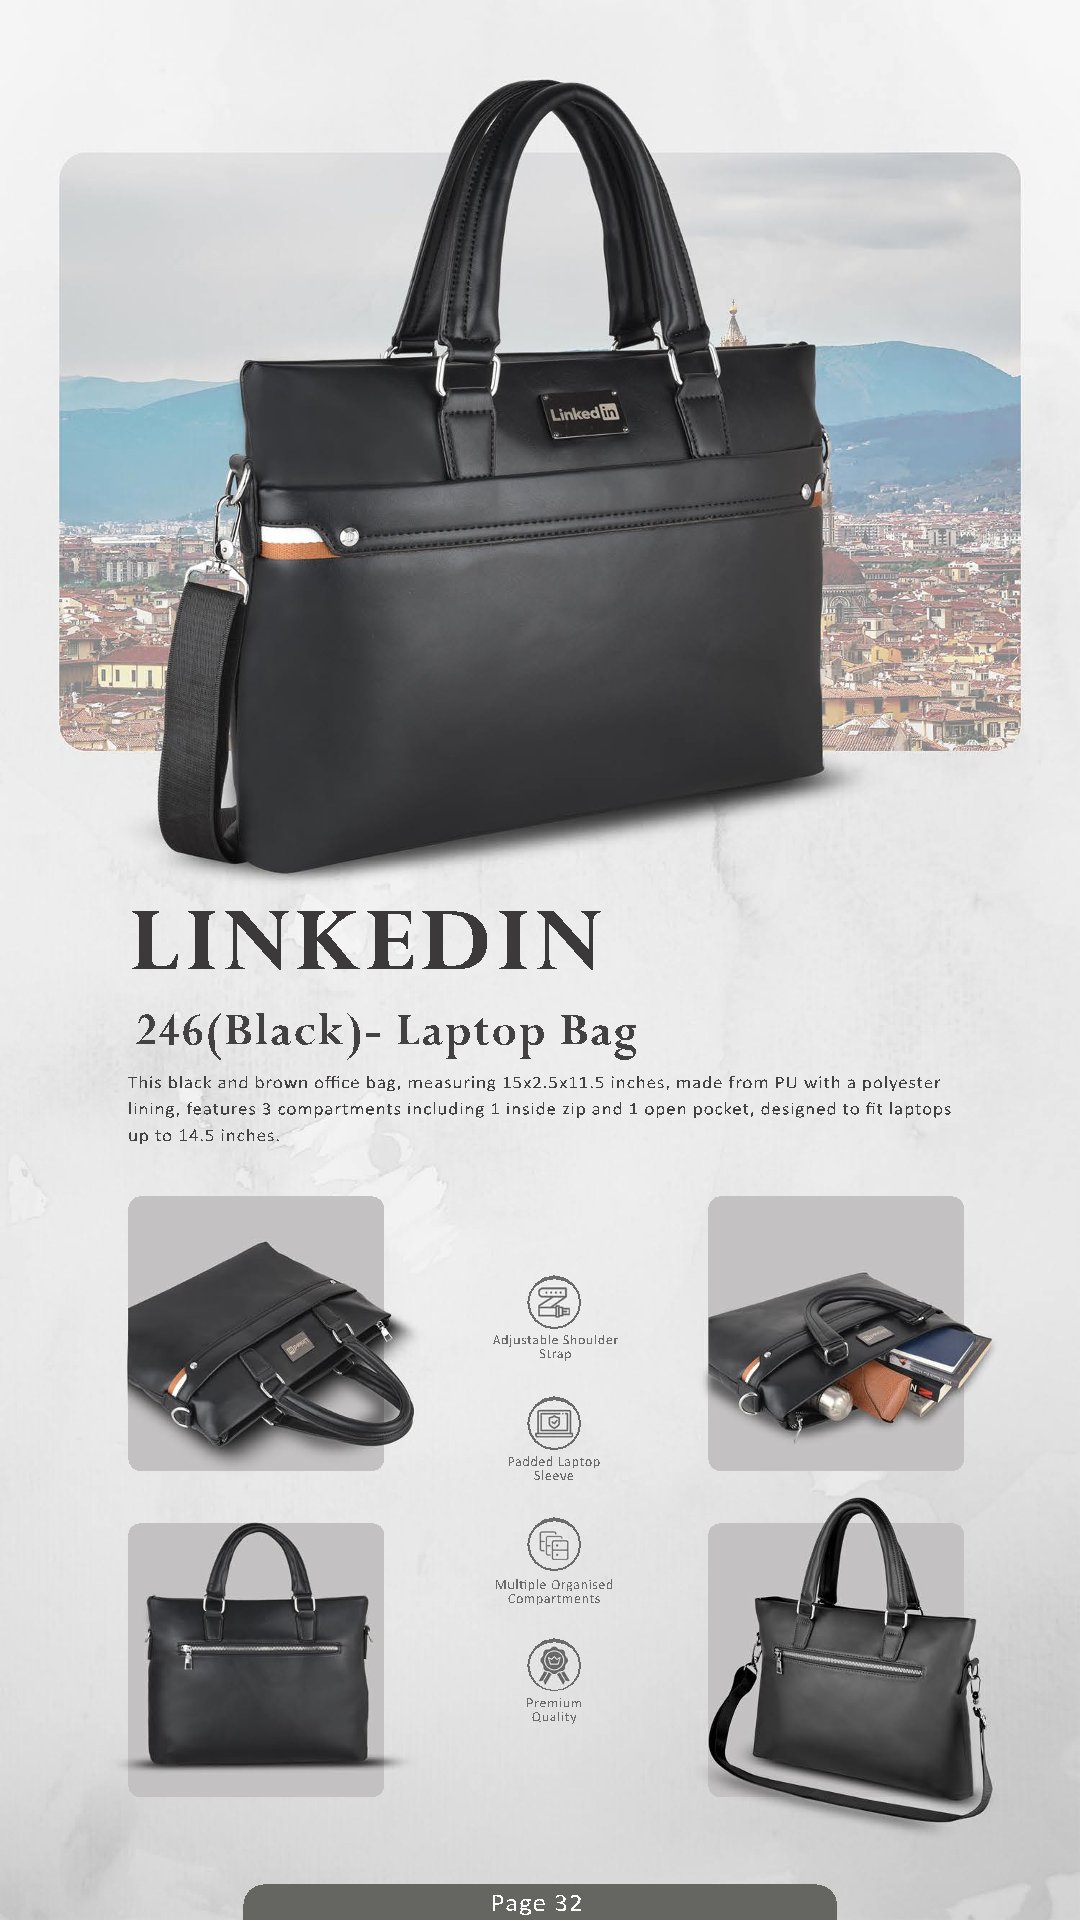 Linked in
LINKEDIN
246(Black)- Laptop Bag
This black and brown office bag, measuring 15x2.5x11.5 inches, made from PU with a polyester
lining, features 3 compartments including 1 inside zip and 1 open pocket, designed to fit laptops
up to 14.5 inches.
Adjustable Shoulder
Strap
Padded Laptop
Sleeve
Multiple Organised
Compartments
Premium
Quality
Page 32